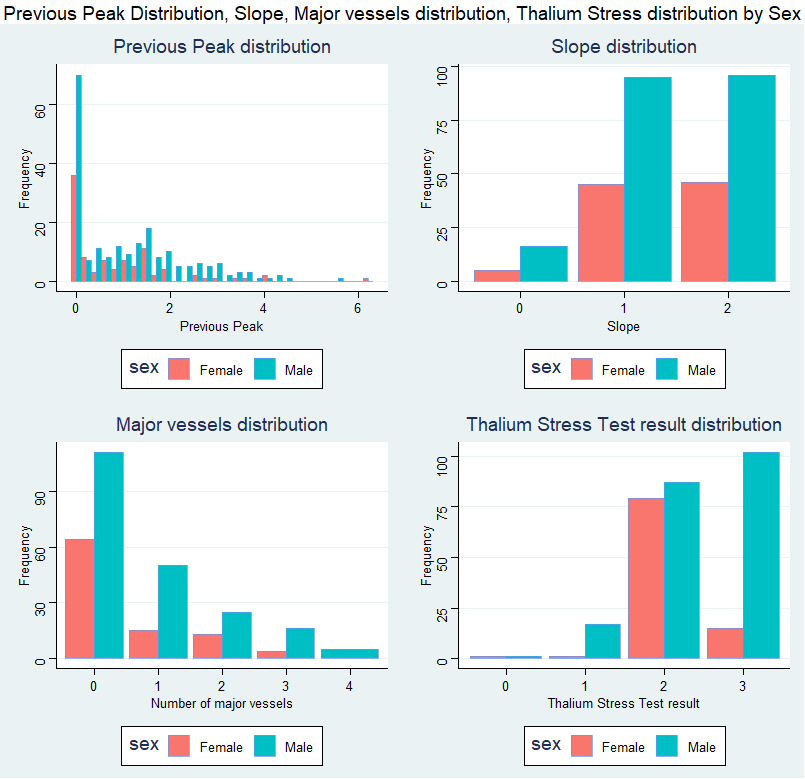 Previous Peak Distribution, Slope, Major vessels distribution, Thalium Stress distribution by Sex
Previous Peak distribution
Frequency
60
40
20
0
0 2 4 6
Previous Peak
sex Female Male
Slope distribution
Frequency
100
75
50
25
0
0 1 2
Slope
sex Female Male
Major vessels distribution
Frequency
90
60
30
0
0 1 2 3 4
Number of major vessels
sex Female Male
Thalium Stress Test result distribution
Frequency
100
75
50
25
0
0 1 2 3
Thalium Stress Test result
sex Female Male